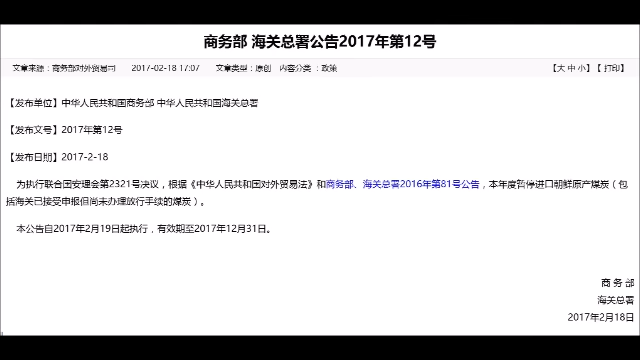 商务部 海关总署公告2017年第12号
文章来源：商务部对外贸易司 2017-02-18 17:07 文章类型：原创 内容分类：政策 【大 中 小】【 打印】
【发布单位】中华人民共和国商务部 中华人民共和国海关总署
【发布文号】2017年第12号
【发布日期】2017-2-18
为执行联合国安理会第2321号决议，根据《中华人民共和国对外贸易法》和商务部、海关总署2016年第81号公告，本年度暂停进口朝鲜原产煤炭（包
括海关已接受申报但尚未办理放行手续的煤炭）。
本公告自2017年2月19日起执行，有效期至2017年12月31日。
商 务 部
海关总署
2017年2月18日